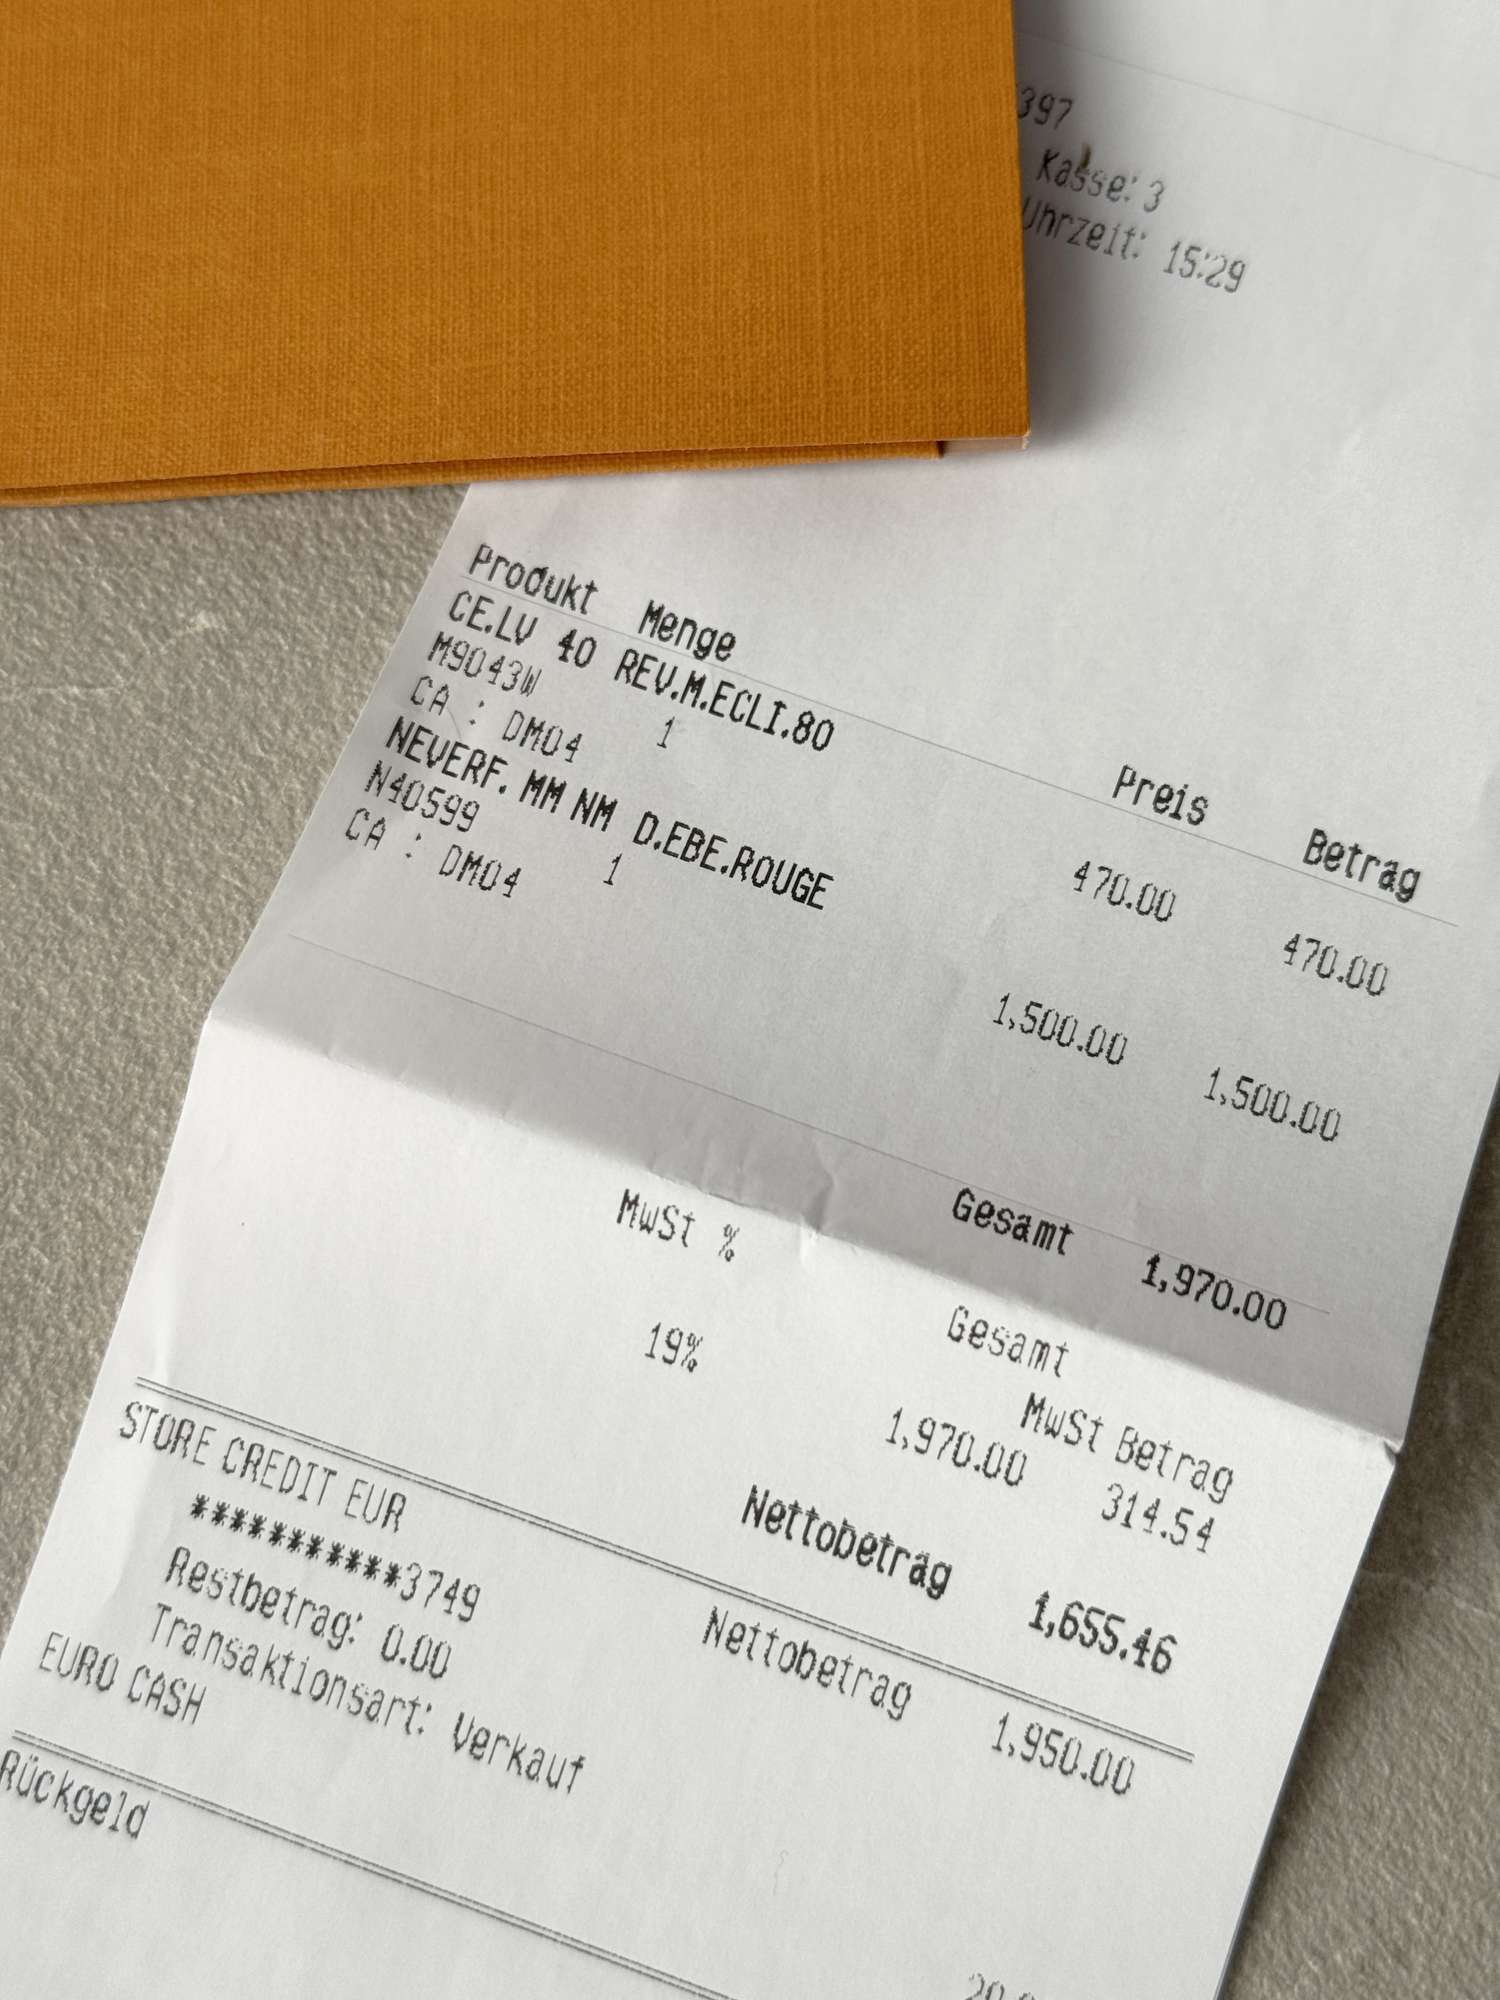 397
Kasse: 3
Uhrzeit: 15:29
Produkt Menge Preis Betrag
CE.LV 40 REV.M.ECLI.80
M9043W 1 470.00 470.00
CA : DM04
NEVERF. MM NM D.EBE.ROUGE
N40599 1 1,500.00 1,500.00
CA : DM04
Gesamt 1,970.00
MwSt % Gesamt MwSt Betrag
19% 1,970.00 314.54
Nettobetrag 1,655.46
STORE CREDIT EUR Nettobetrag 1,950.00
***********3749
Restbetrag: 0.00
Transaktionsart: Verkauf
EURO CASH
Rückgeld